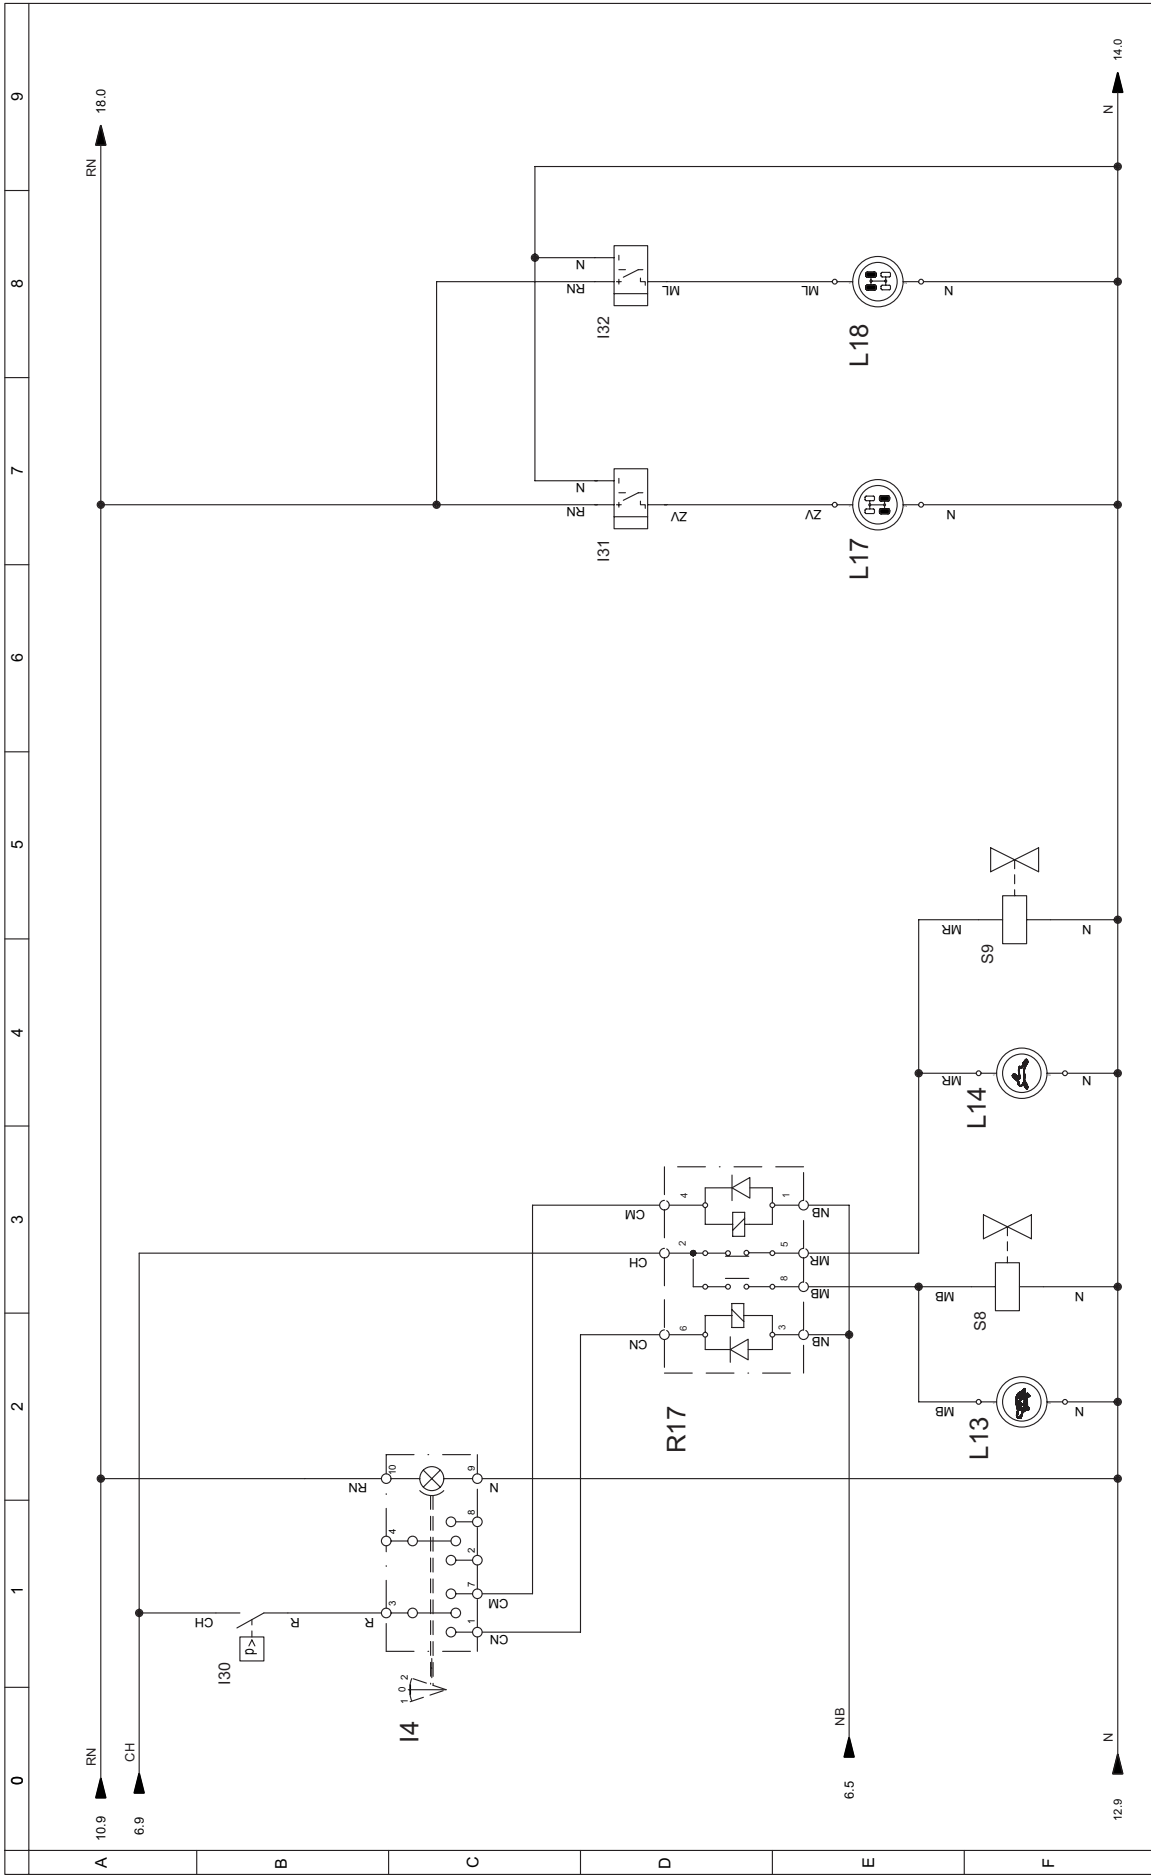 0 1 2 3 4 5 6 7 8 9
A
B
C
D
E
F
10.9 RN
RN 18.0
6.9 CH
CH
I30
p>
R
R
RN
I4
1 0 2
3 4 10
1 7 2 8 9
CN CM N
N N
RN RN
I31 I32
+ -
+ -
ZV ML
CN CH CM
R17
6 2 4
3 8 5 1
NB MB MR NB
6.5 NB
ZV ML
L17 L18
N N
MB MB MR MR
L13 S8 L14 S9
N N N N
12.9 N
N 14.0